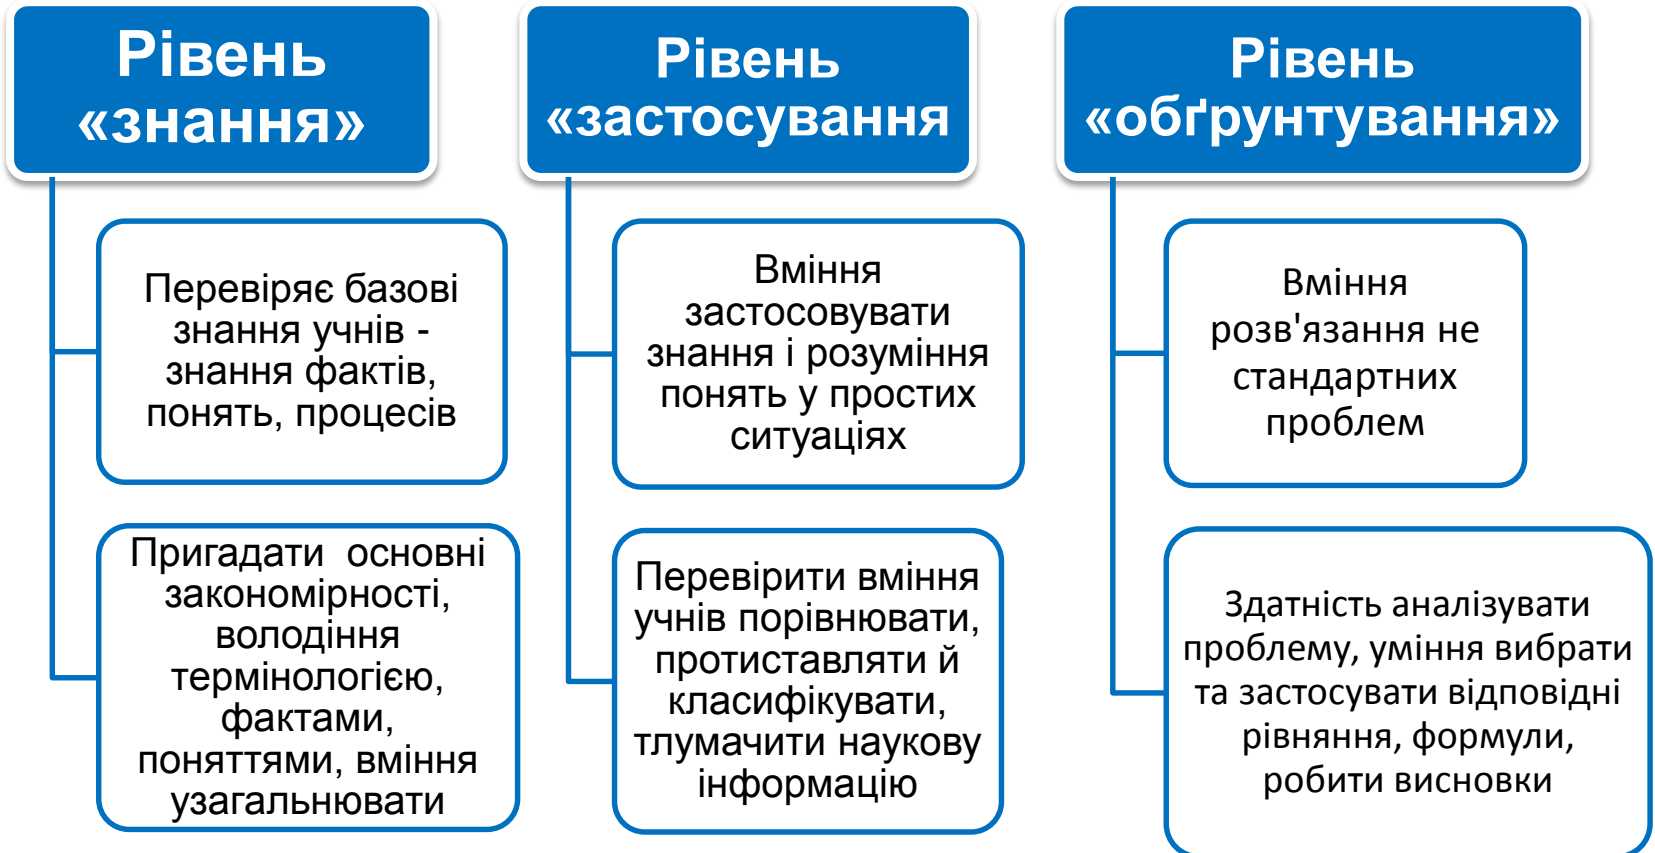 Рівень
«знання»
Перевіряє базові
знання учнів -
знання фактів,
понять, процесів
Пригадати основні
закономірності,
володіння
термінологією,
фактами,
поняттями, вміння
узагальнювати
Рівень
«застосування
Вміння
застосовувати
знання і розуміння
понять у простих
ситуаціях
Перевірити вміння
учнів порівнювати,
протиставляти й
класифікувати,
тлумачити наукову
інформацію
Рівень
«обґрунтування»
Вміння
розв'язання не
стандартних
проблем
Здатність аналізувати
проблему, уміння вибрати
та застосувати відповідні
рівняння, формули,
робити висновки